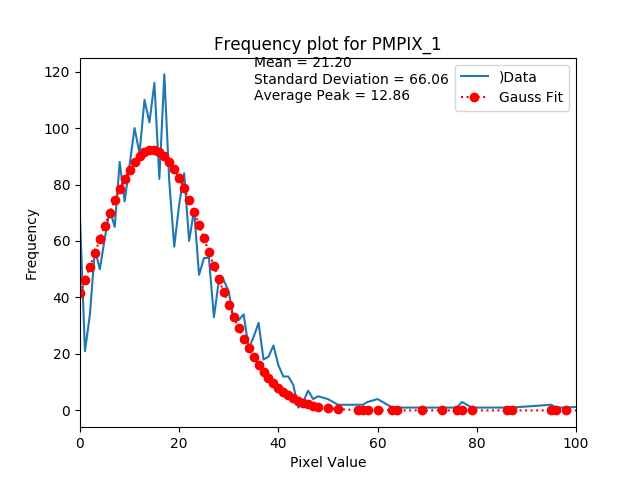 Frequency plot for PMPIX_1
Mean = 21.20
Standard Deviation = 66.06
Average Peak = 12.86
)Data
Gauss Fit
Frequency
120
100
80
60
40
20
0
0 20 40 60 80 100
Pixel Value